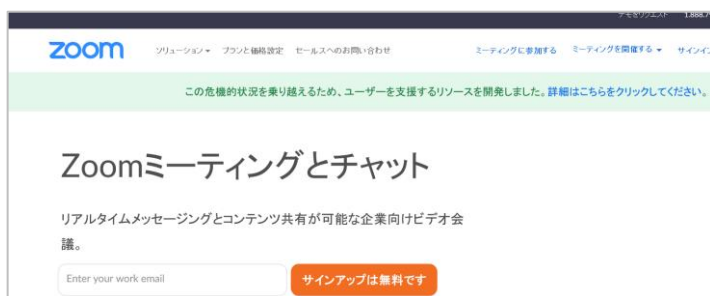 デモをリクエスト 1.888.7
zoom ソリューション プランと価格設定 セールスへのお問い合わせ ミーティングに参加する ミーティングを開催する サインイン
この危機的状況を乗り越えるため、ユーザーを支援するリソースを開発しました。詳細はこちらをクリックしてください。
Zoomミーティングとチャット
リアルタイムメッセージングとコンテンツ共有が可能な企業向けビデオ会
議。
Enter your work email サインアップは無料です